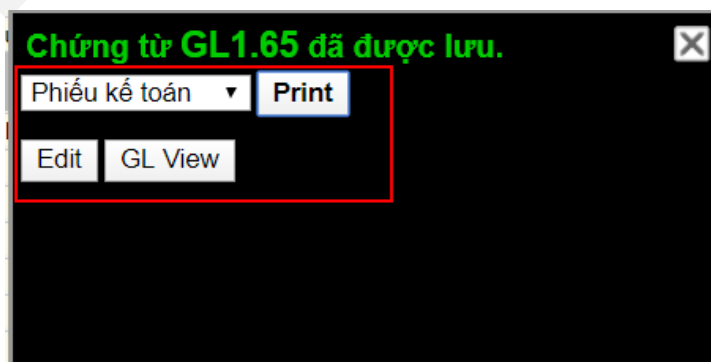 Chứng từ GL1.65 đã được lưu.
Phiếu kế toán Print
Edit GL View